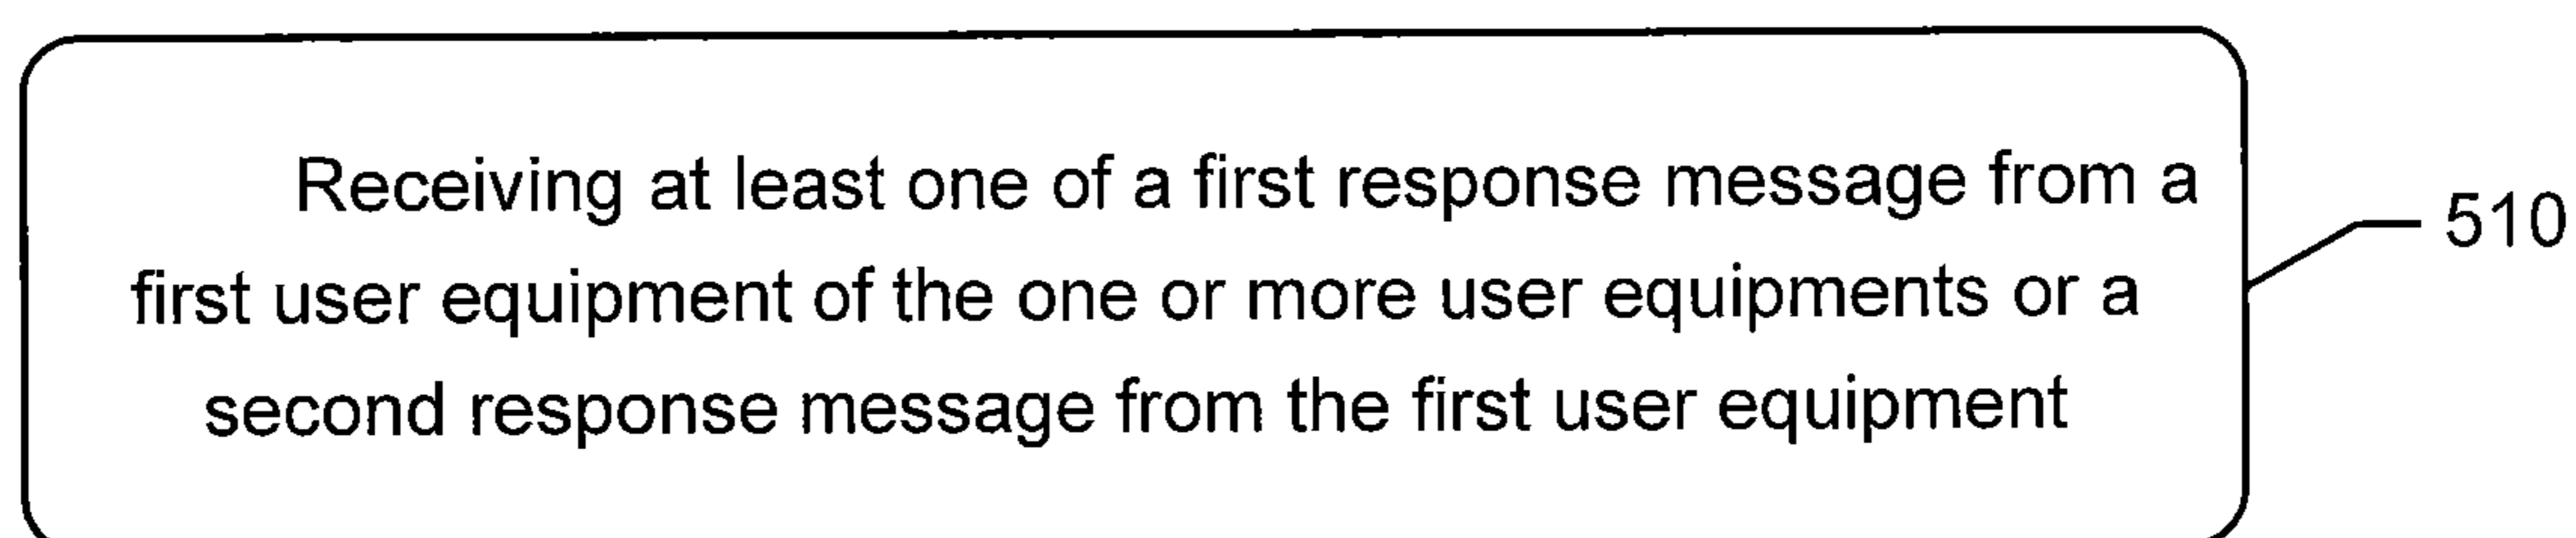 Receiving at least one of a first response message from a
first user equipment of the one or more user equipments or a
second response message from the first user equipment
510